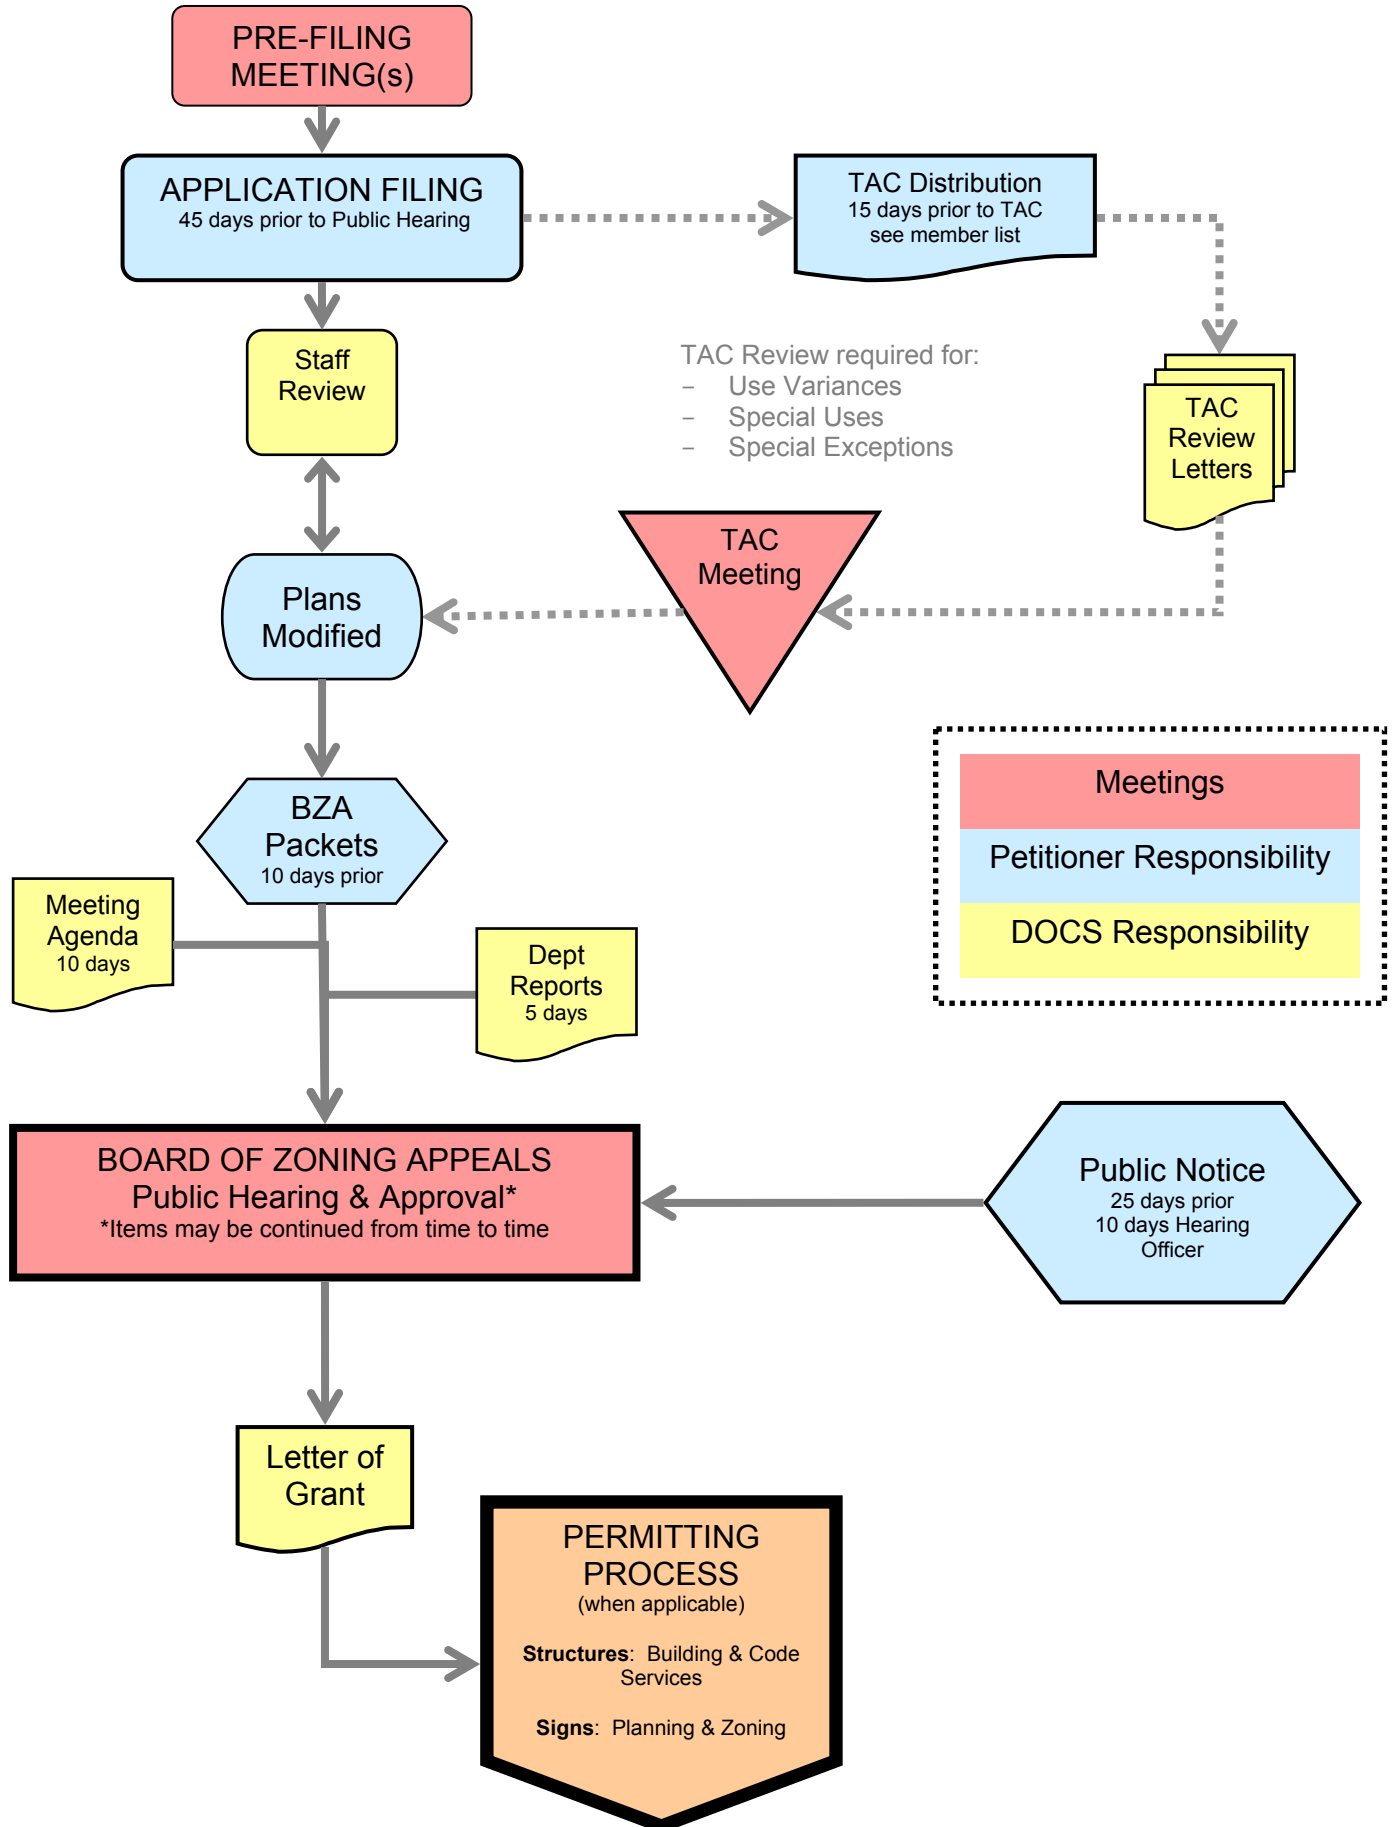 PRE-FILING
MEETING(s)
APPLICATION FILING
45 days prior to Public Hearing
TAC Distribution
15 days prior to TAC
see member list
Staff
Review
TAC Review required for:
– Use Variances
– Special Uses
– Special Exceptions
TAC
Review
Letters
TAC
Meeting
Plans
Modified
Meetings
Petitioner Responsibility
DOCS Responsibility
BZA
Packets
10 days prior
Meeting
Agenda
10 days
Dept
Reports
5 days
BOARD OF ZONING APPEALS
Public Hearing & Approval*
*Items may be continued from time to time
Public Notice
25 days prior
10 days Hearing
Officer
Letter of
Grant
PERMITTING
PROCESS
(when applicable)
Structures: Building & Code
Services
Signs: Planning & Zoning